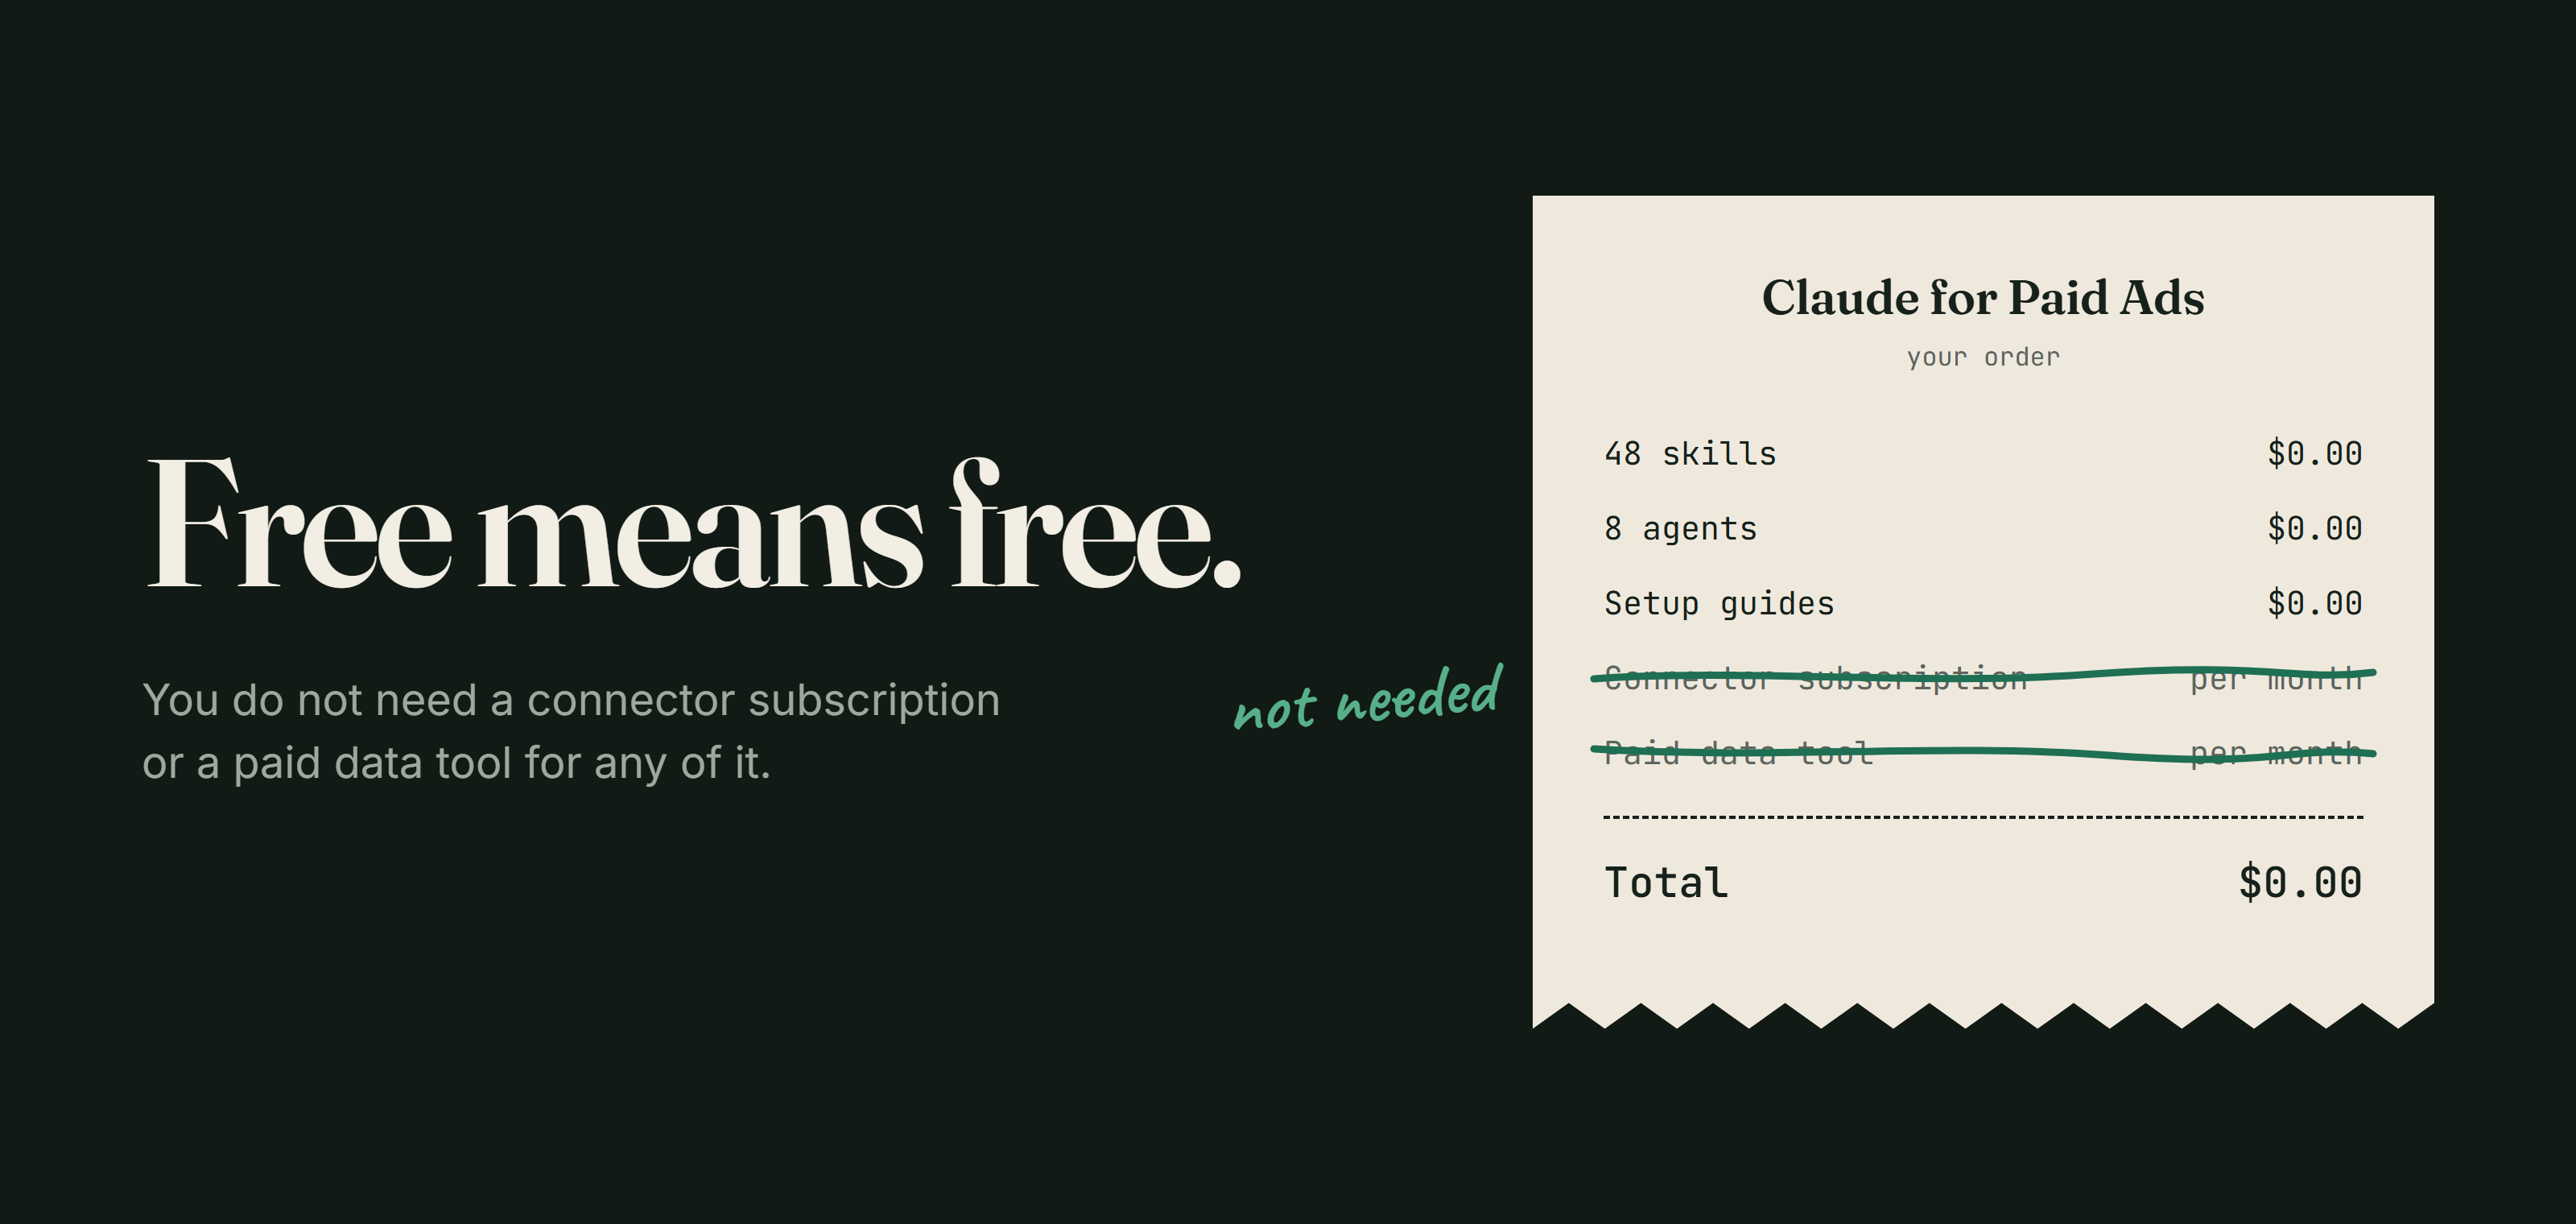 Free means free.
You do not need a connector subscription
or a paid data tool for any of it.
not needed
Claude for Paid Ads
your order
48 skills $0.00
8 agents $0.00
Setup guides $0.00
Connector subscription per month
Paid data tool per month
Total $0.00